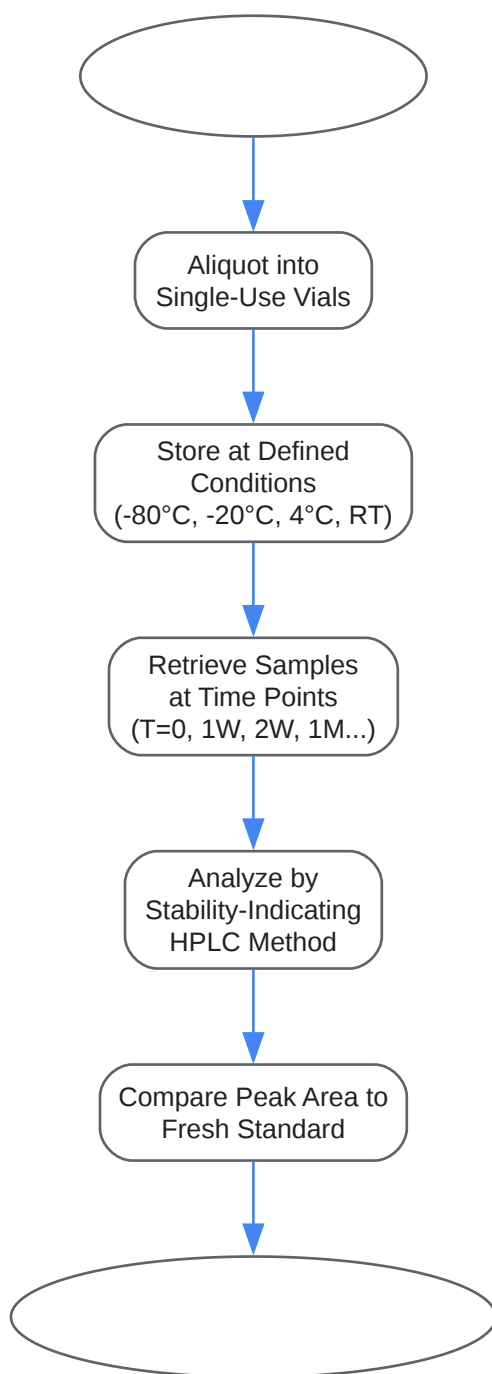 Aliquot into
Single-Use Vials
Store at Defined
Conditions
(-80°C, -20°C, 4°C, RT)
Retrieve Samples
at Time Points
(T=0, 1W, 2W, 1M...)
Analyze by
Stability-Indicating
HPLC Method
Compare Peak Area to
Fresh Standard